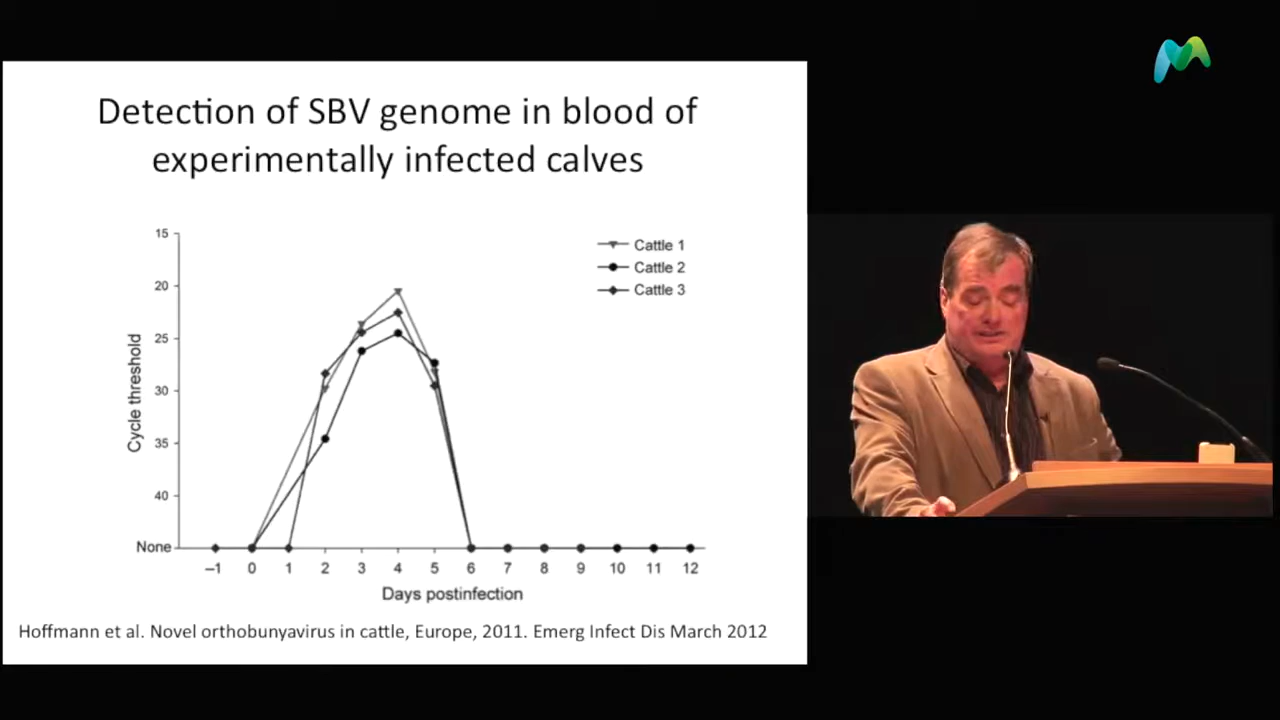 Detection of SBV genome in blood of
experimentally infected calves
Cycle threshold
15
20
25
30
35
40
None
Cattle 1
Cattle 2
Cattle 3
–1 0 1 2 3 4 5 6 7 8 9 10 11 12
Days postinfection
Hoffmann et al. Novel orthobunyavirus in cattle, Europe, 2011. Emerg Infect Dis March 2012